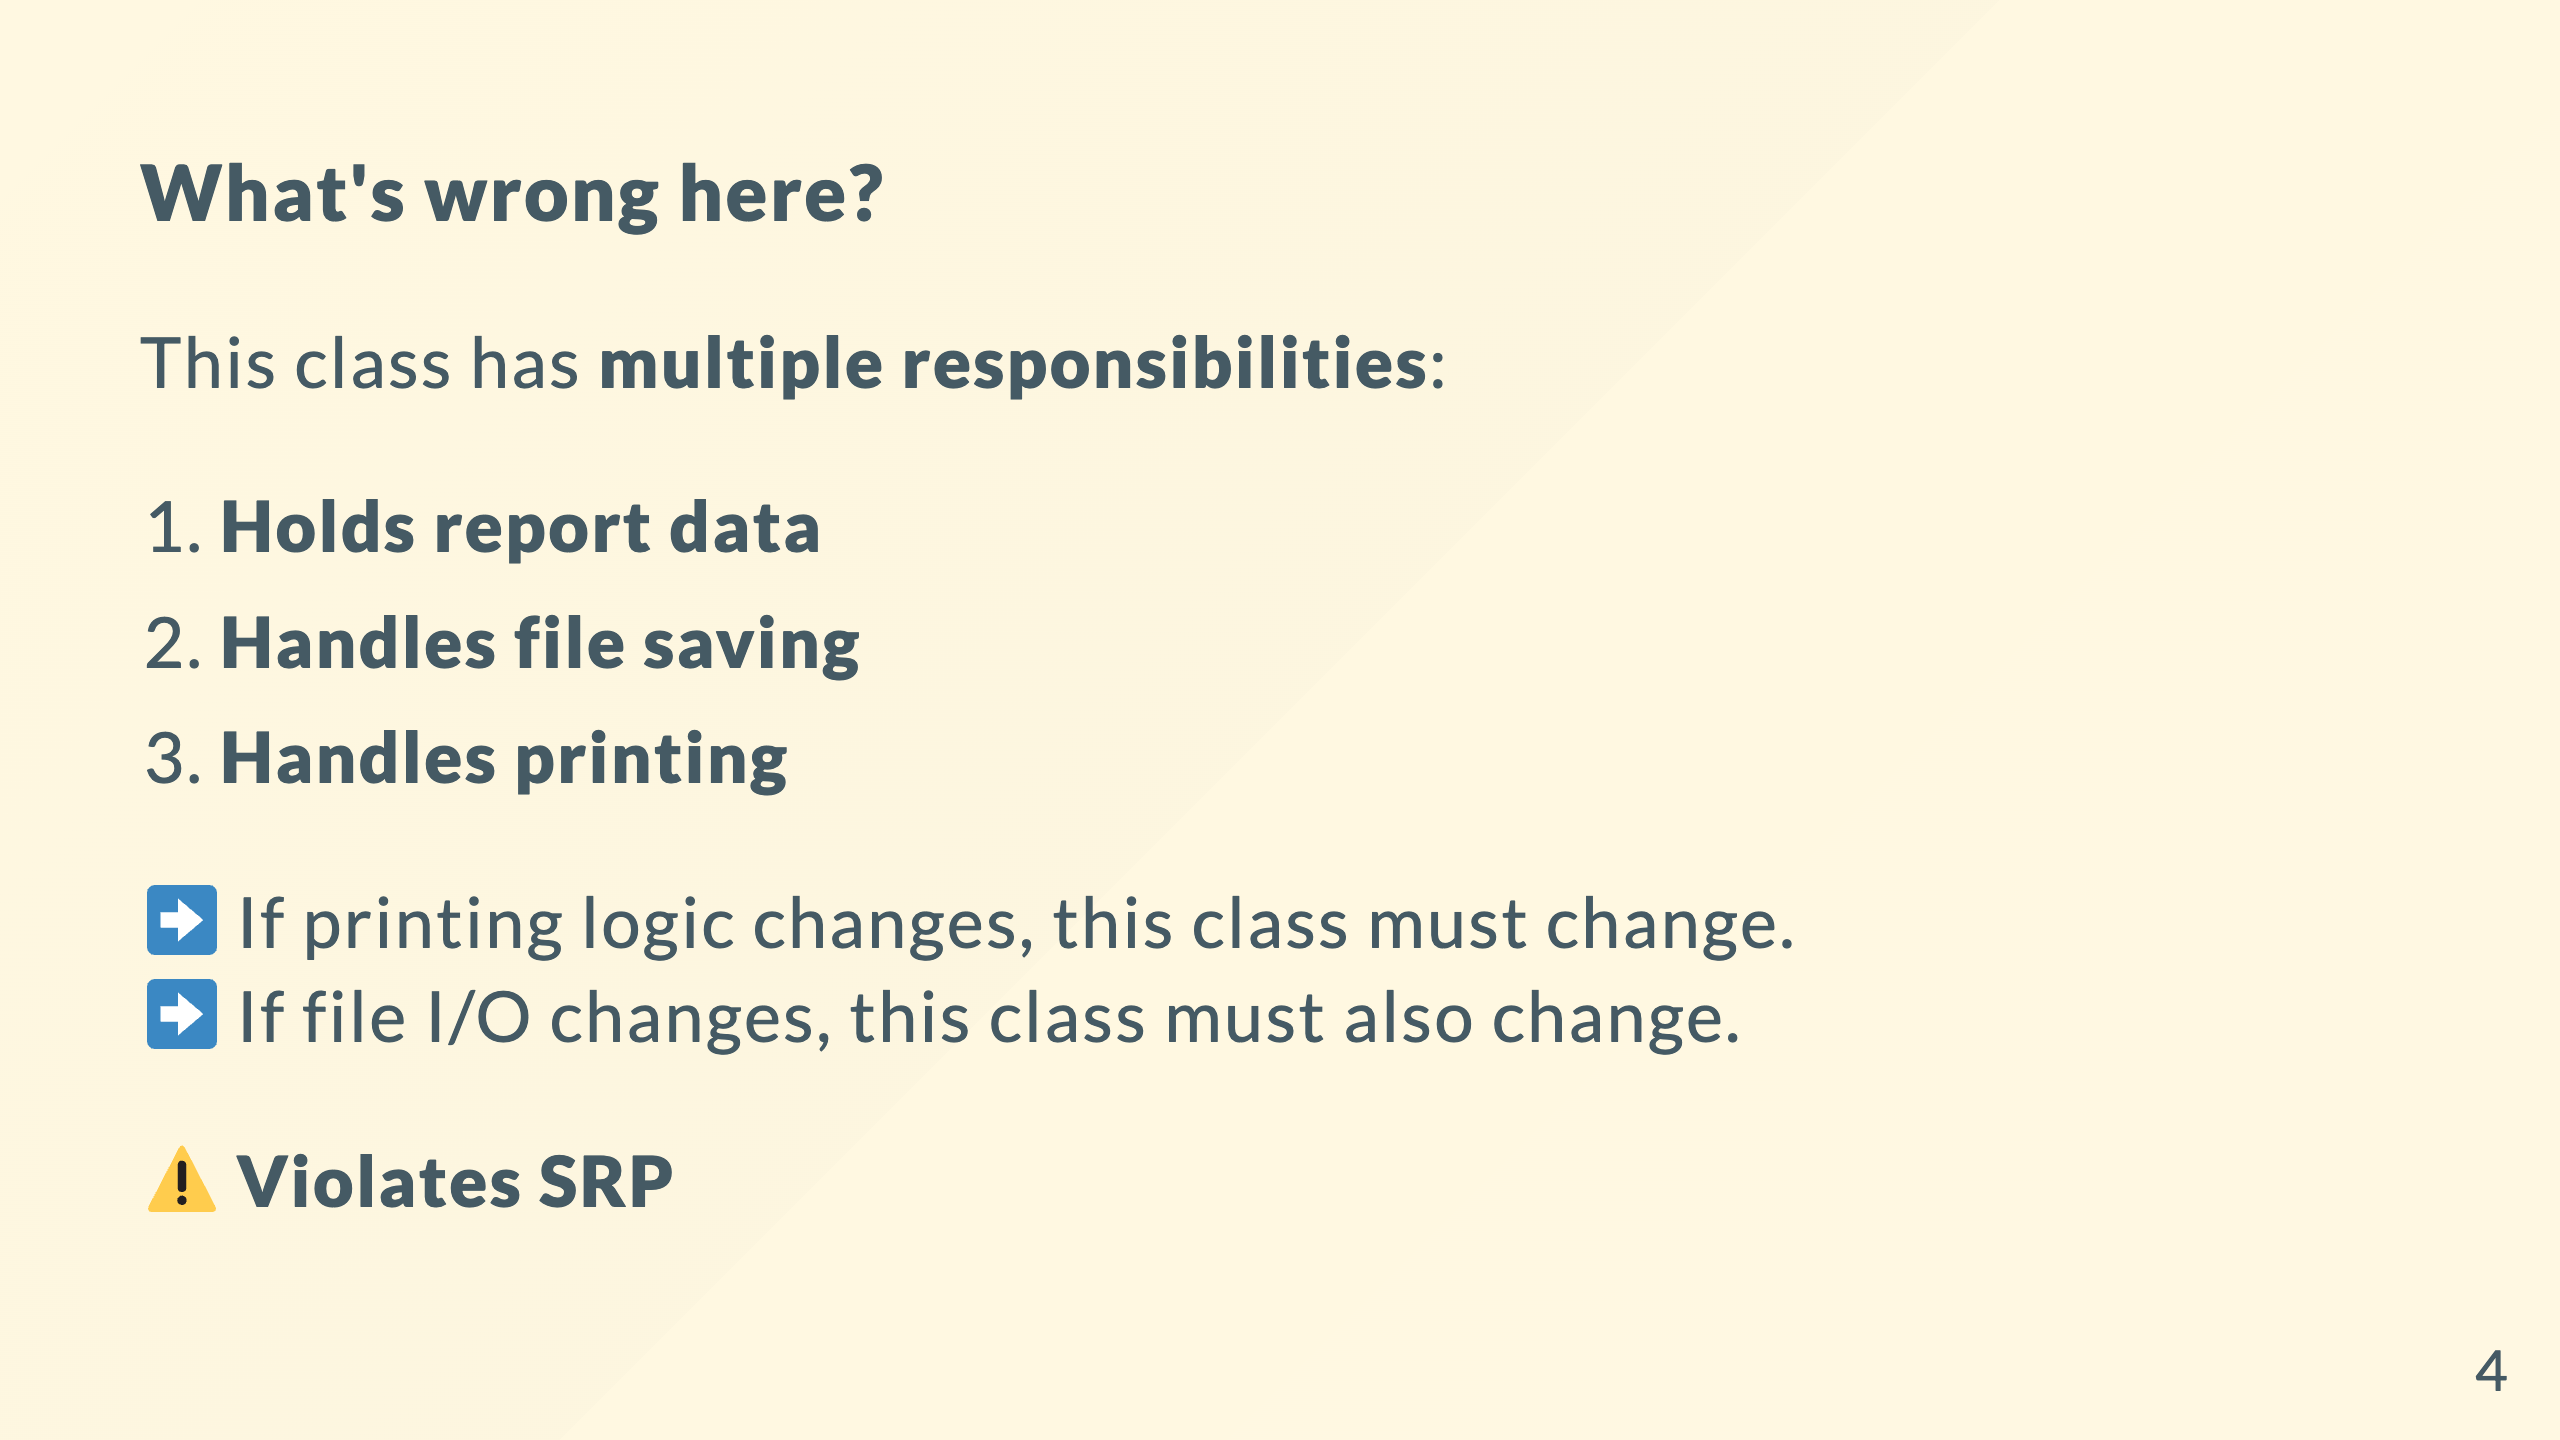 What's wrong here?
This class has multiple responsibilities:
1. Holds report data
2. Handles file saving
3. Handles printing
➡️ If printing logic changes, this class must change.
➡️ If file I/O changes, this class must also change.
⚠️ Violates SRP
4